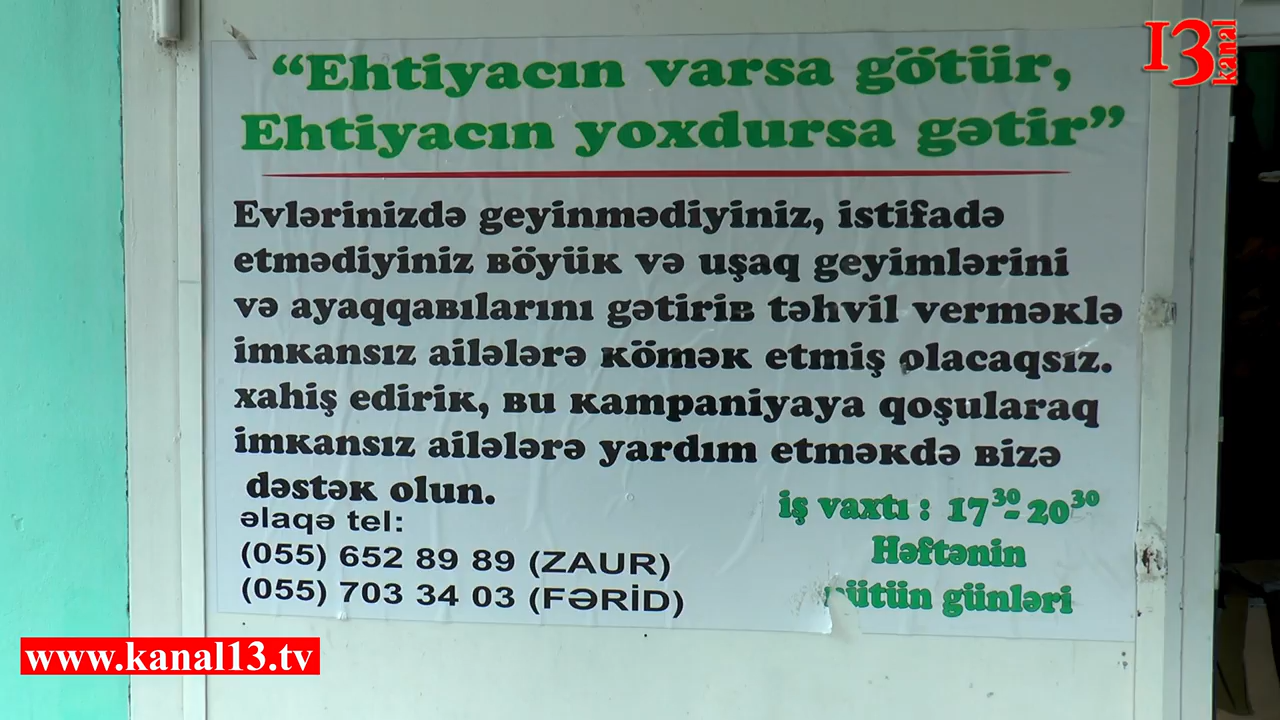 13 kanal
“Ehtiyacın varsa götür,
Ehtiyacın yoxdursa gətir”
Evlərinizdə geyinmədiyiniz, istifadə
etmədiyiniz böyük və uşaq geyimlərini
və ayaqqabılarını gətirib təhvil verməklə
imkansız ailələrə kömək etmiş olacaqsız.
xahiş edirik, bu kampaniyaya qoşularaq
imkansız ailələrə yardım etməkdə bizə
dəstək olun.
əlaqə tel:
(055) 652 89 89 (ZAUR)
(055) 703 34 03 (FƏRİD)
iş vaxtı : 17³⁰- 20³⁰
Həftənin
bütün günləri
www.kanal13.tv